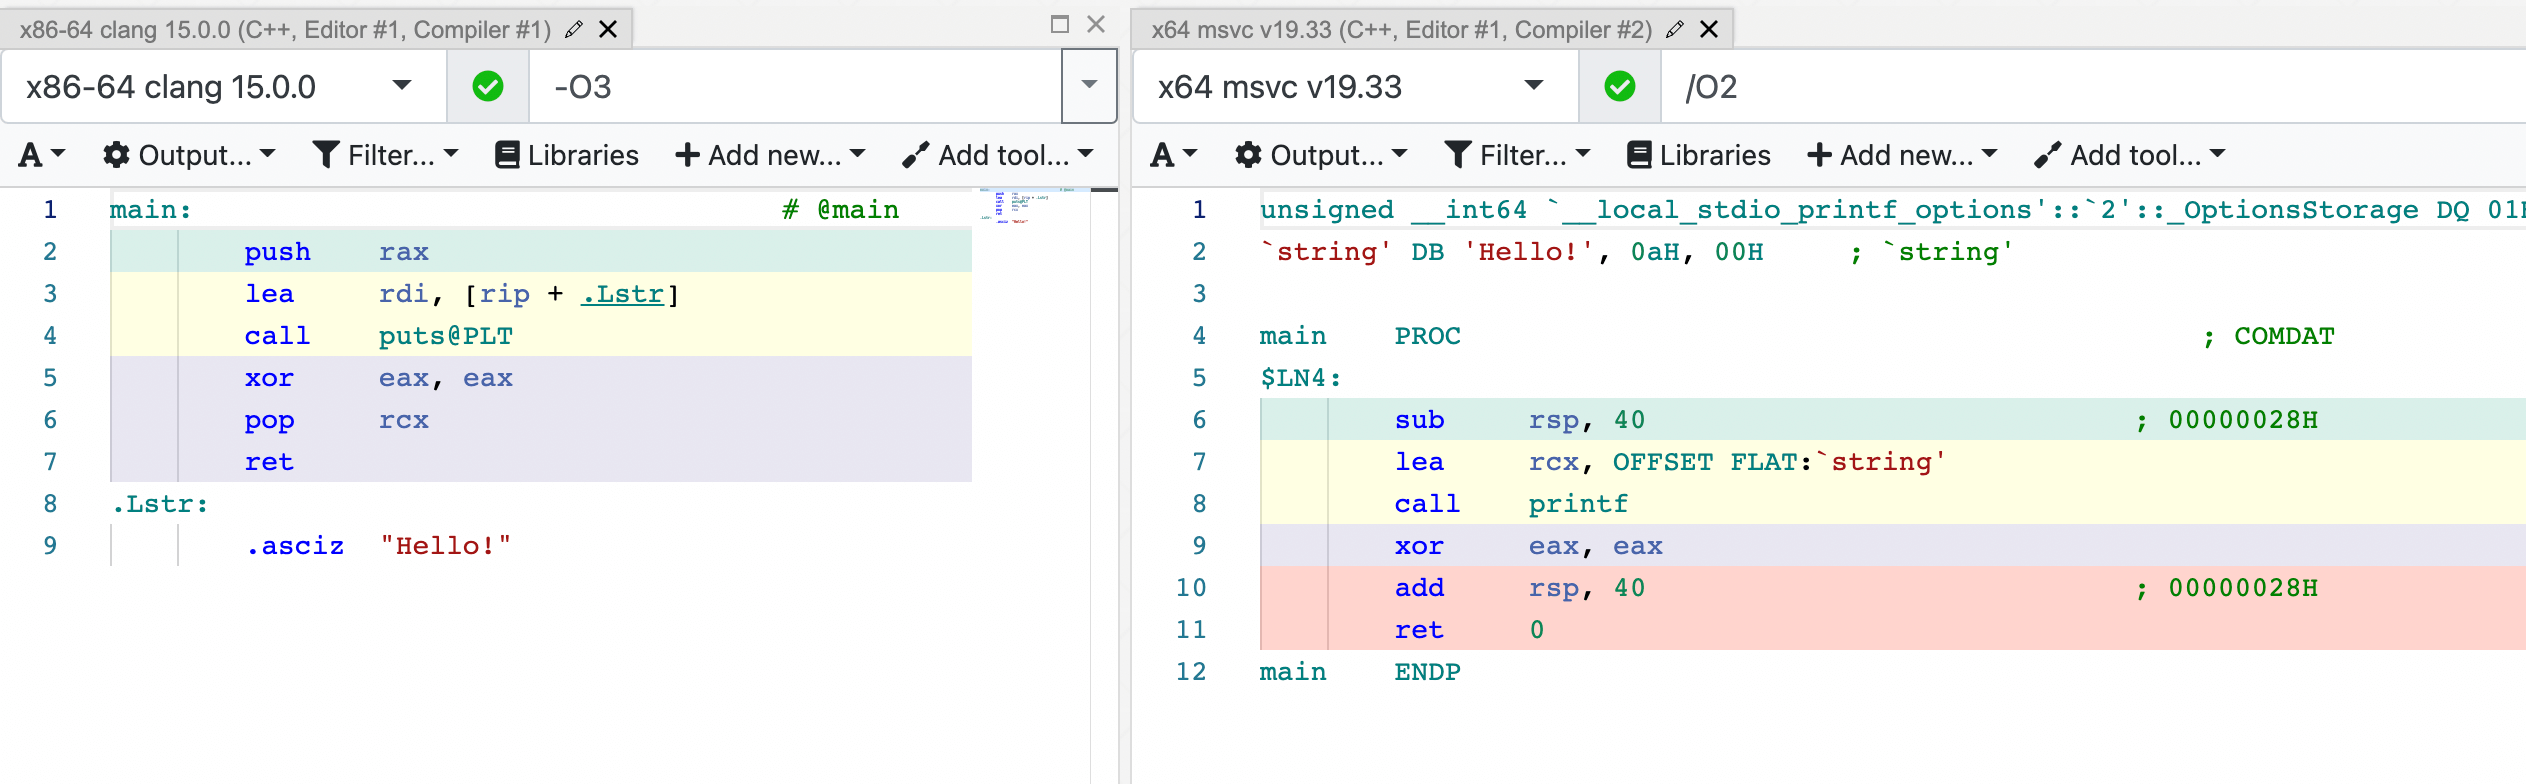 x86-64 clang 15.0.0 (C++, Editor #1, Compiler #1)
x86-64 clang 15.0.0
-O3
A Output... Filter... Libraries Add new... Add tool...
1 main: # @main
2 push rax
3 lea rdi, [rip + .Lstr]
4 call puts@PLT
5 xor eax, eax
6 pop rcx
7 ret
8 .Lstr:
9 .asciz "Hello!"
x64 msvc v19.33 (C++, Editor #1, Compiler #2)
x64 msvc v19.33
/O2
A Output... Filter... Libraries Add new... Add tool...
1 unsigned __int64 `__local_stdio_printf_options'::`2'::_OptionsStorage DQ
2 `string' DB 'Hello!', 0aH, 00H ; `string'
3
4 main PROC ; COMDAT
5 $LN4:
6 sub rsp, 40 ; 00000028H
7 lea rcx, OFFSET FLAT:`string'
8 call printf
9 xor eax, eax
10 add rsp, 40 ; 00000028H
11 ret 0
12 main ENDP